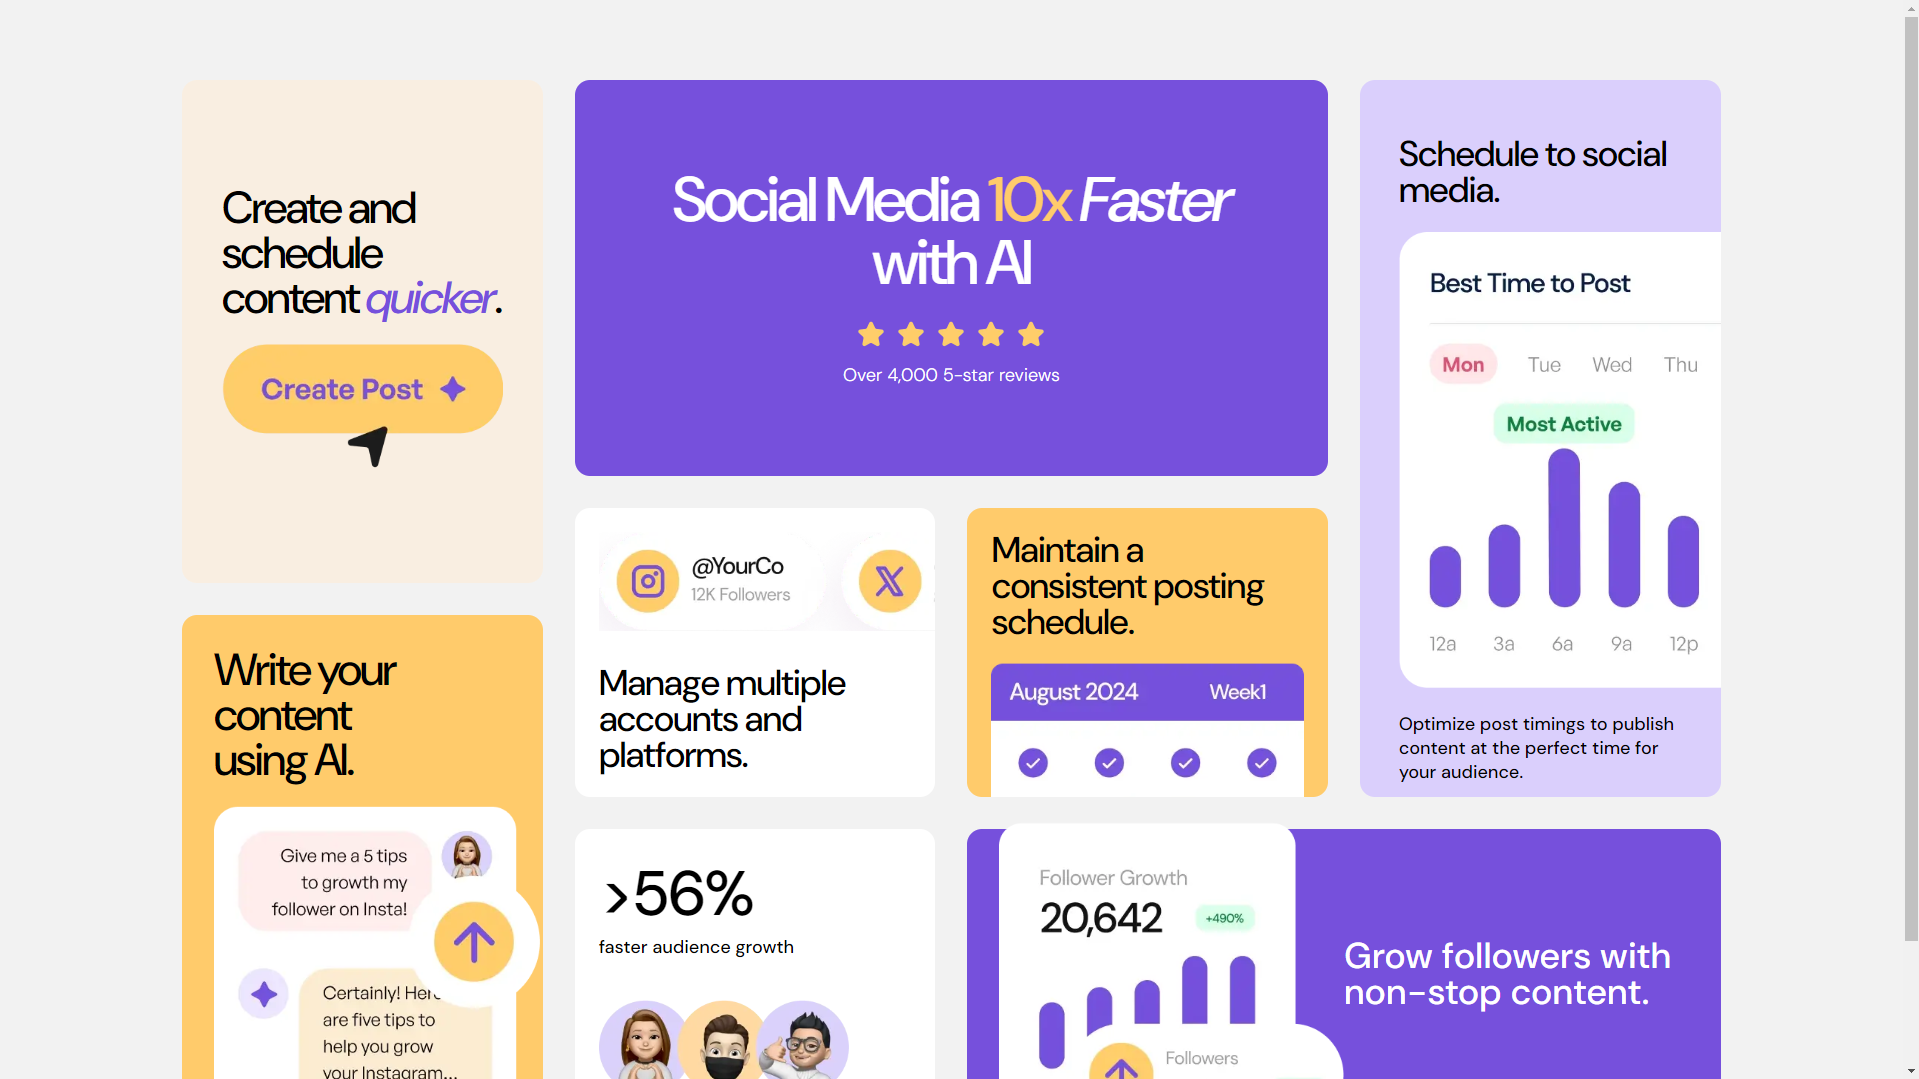 Create and
schedule
content quicker.
Create Post
Social Media 10x Faster
with AI
Over 4,000 5-star reviews
Schedule to social
media.
Best Time to Post
Mon Tue Wed Thu
Most Active
12a 3a 6a 9a 12p
Optimize post timings to publish
content at the perfect time for
your audience.
@YourCo
12K Followers
Manage multiple
accounts and
platforms.
Maintain a
consistent posting
schedule.
August 2024 Week1
Write your
content
using AI.
Give me a 5 tips
to growth my
follower on Insta!
Certainly! Here
are five tips to
help you grow
your Instagram...
>56%
faster audience growth
Follower Growth
20,642 +490%
Followers
Grow followers with
non-stop content.